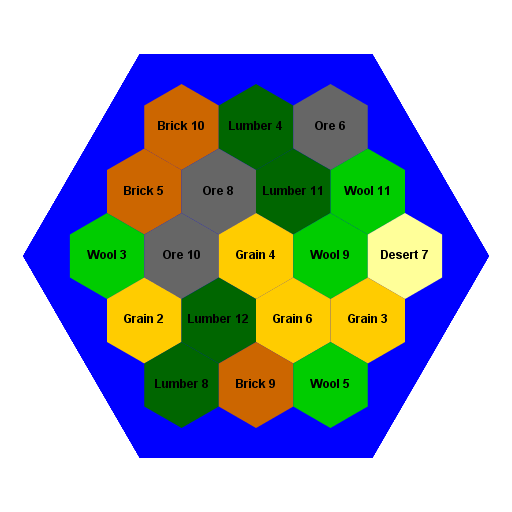 Brick 10 Lumber 4 Ore 6
Brick 5 Ore 8 Lumber 11 Wool 11
Wool 3 Ore 10 Grain 4 Wool 9 Desert 7
Grain 2 Lumber 12 Grain 6 Grain 3
Lumber 8 Brick 9 Wool 5